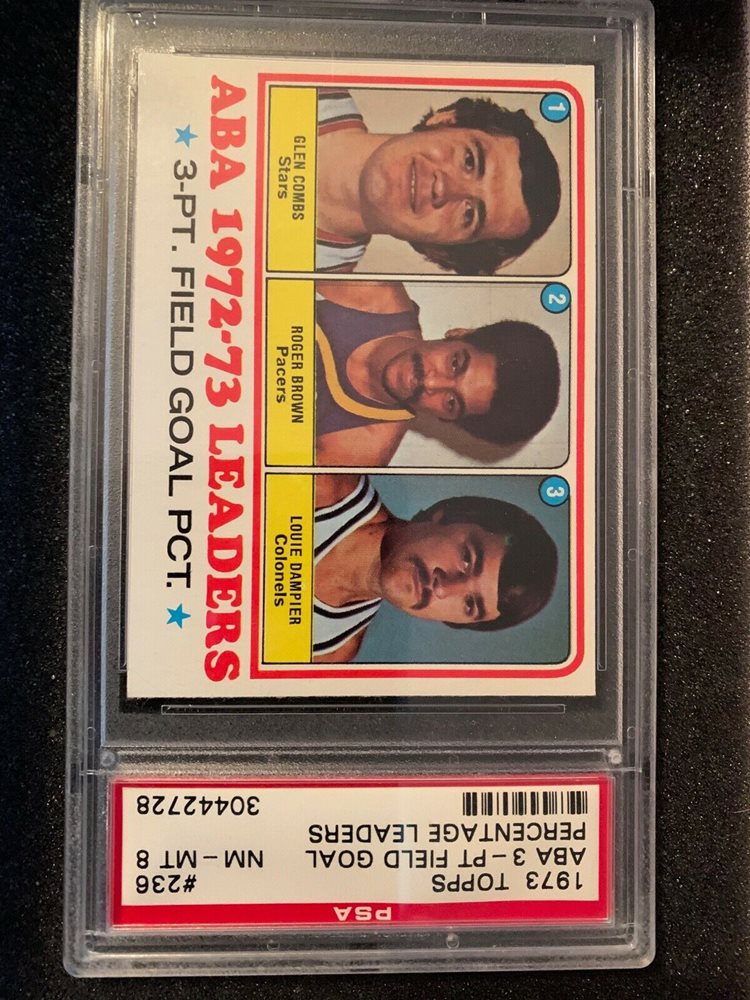 PSA
1973 TOPPS #236
ABA 3-PT FIELD GOAL NM-MT 8
PERCENTAGE LEADERS
30442728
1
GLEN COMBS
Stars
2
ROGER BROWN
Pacers
3
LOUIE DAMPIER
Colonels
ABA 1972-73 LEADERS
★ 3-PT. FIELD GOAL PCT. ★